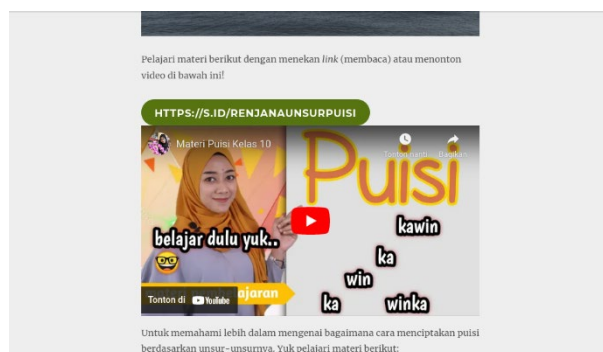 Pelajari materi berikut dengan menekan link (membaca) atau menonton
video di bawah ini!
HTTPS://S.ID/RENJANAUNSURPUISI
Materi Puisi Kelas 10
Tonton nanti
Bagikan
Puisi
belajar dulu yuk..
kawin
ka
win
ka
winka
Tonton di YouTube
ajaran
Untuk memahami lebih dalam mengenai bagaimana cara menciptakan puisi
berdasarkan unsur-unsurnya. Yuk pelajari materi berikut: